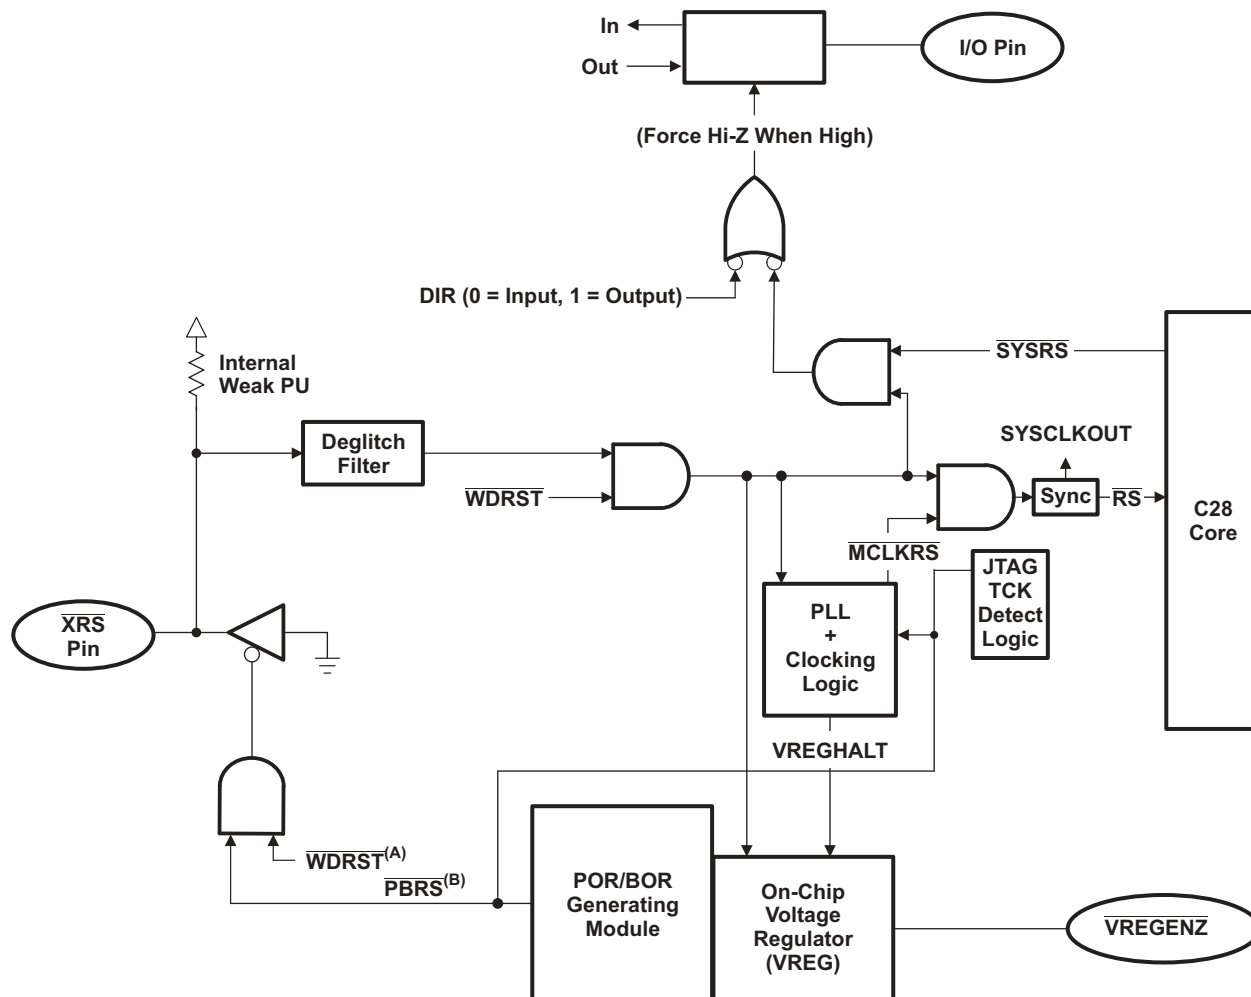 In
Out
I/O Pin
(Force Hi-Z When High)
DIR (0 = Input, 1 = Output)
Internal
Weak PU
SYSRS
Deglitch
Filter
SYSCLKOUT
WDRST
Sync
RS
C28
Core
MCLKRS
JTAG
TCK
Detect
Logic
XRS
Pin
PLL
+
Clocking
Logic
VREGHALT
WDRST(A)
PBRS(B)
POR/BOR
Generating
Module
On-Chip
Voltage
Regulator
(VREG)
VREGENZ